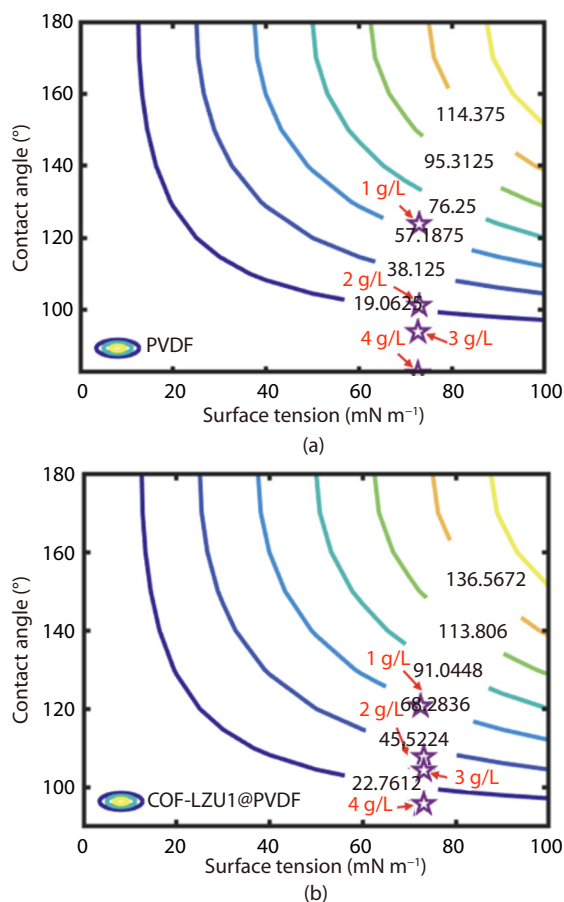 180
160
140
120
100
Contact angle (°)
114.375
95.3125
1 g/L
76.25
57.1875
38.125
2 g/L
19.0625
4 g/L
3 g/L
PVDF
0
20
40
60
80
100
Surface tension (mN m⁻¹)
(a)
180
160
140
120
100
Contact angle (°)
136.5672
113.806
1 g/L
91.0448
68.2836
2 g/L
45.5224
22.7612
3 g/L
4 g/L
COF-LZU1@PVDF
0
20
40
60
80
100
Surface tension (mN m⁻¹)
(b)